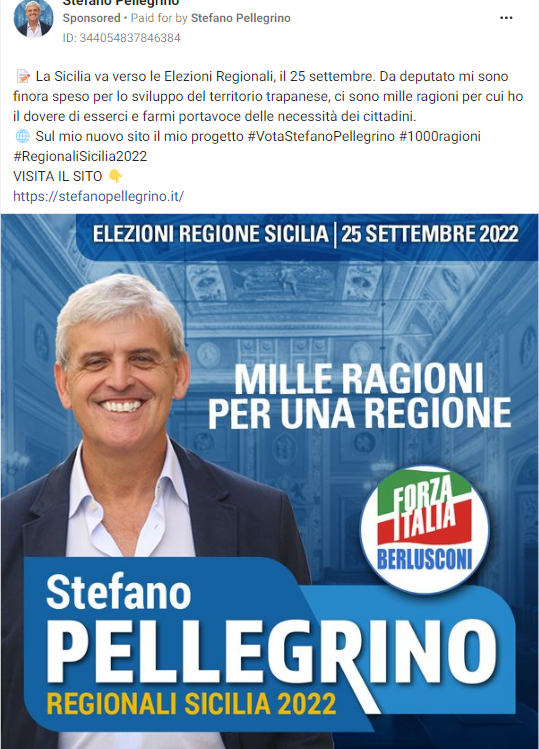 Stefano Pellegrino
Sponsored • Paid for by Stefano Pellegrino
ID: 344054837846384
📝 La Sicilia va verso le Elezioni Regionali, il 25 settembre. Da deputato mi sono
finora speso per lo sviluppo del territorio trapanese, ci sono mille ragioni per cui ho
il dovere di esserci e farmi portavoce delle necessità dei cittadini.
🌐 Sul mio nuovo sito il mio progetto #VotaStefanoPellegrino #1000ragioni
#RegionaliSicilia2022
VISITA IL SITO 👇
https://stefanopellegrino.it/
ELEZIONI REGIONE SICILIA | 25 SETTEMBRE 2022
MILLE RAGIONI
PER UNA REGIONE
FORZA
ITALIA
BERLUSCONI
Stefano
PELLEGRINO
REGIONALI SICILIA 2022